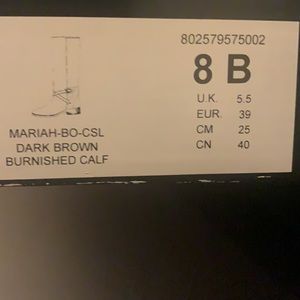 802579575002
8 B
U.K. 5.5
EUR. 39
CM 25
CN 40
MARIAH-BO-CSL
DARK BROWN
BURNISHED CALF